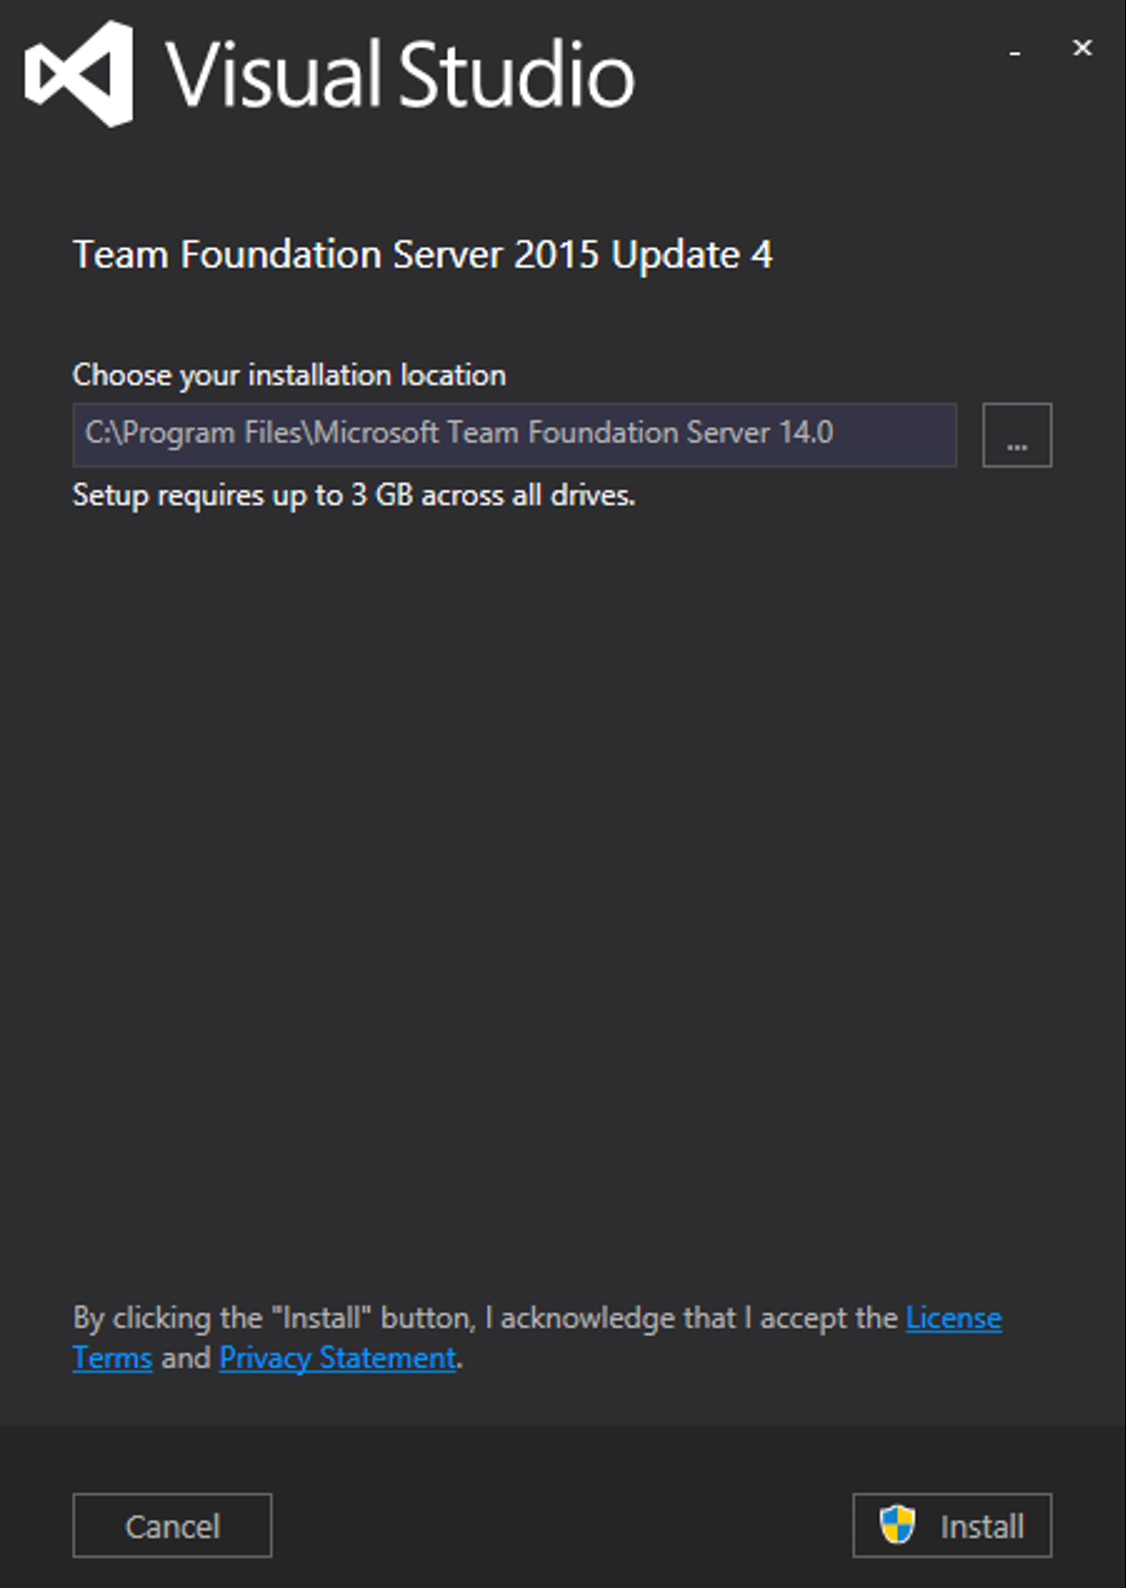 Visual Studio
Team Foundation Server 2015 Update 4
Choose your installation location
C:\Program Files\Microsoft Team Foundation Server 14.0
...
Setup requires up to 3 GB across all drives.
By clicking the "Install" button, I acknowledge that I accept the License
Terms and Privacy Statement.
Cancel
Install